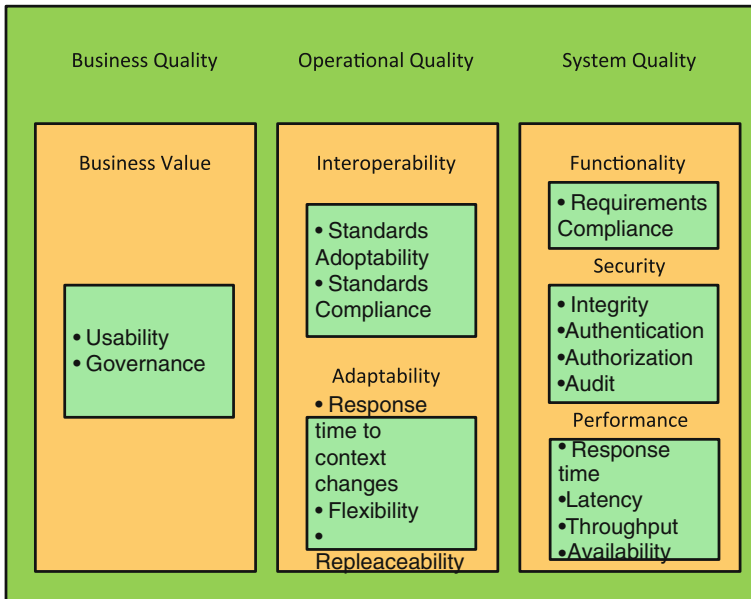 Business Quality
Business Value
• Usability
• Governance
Operational Quality
Interoperability
• Standards
Adoptability
• Standards
Compliance
Adaptability
• Response
time to
context
changes
• Flexibility
•
Repleaceability
System Quality
Functionality
• Requirements
Compliance
Security
• Integrity
•Authentication
•Authorization
•Audit
Performance
• Response
time
•Latency
•Throughput
•Availability